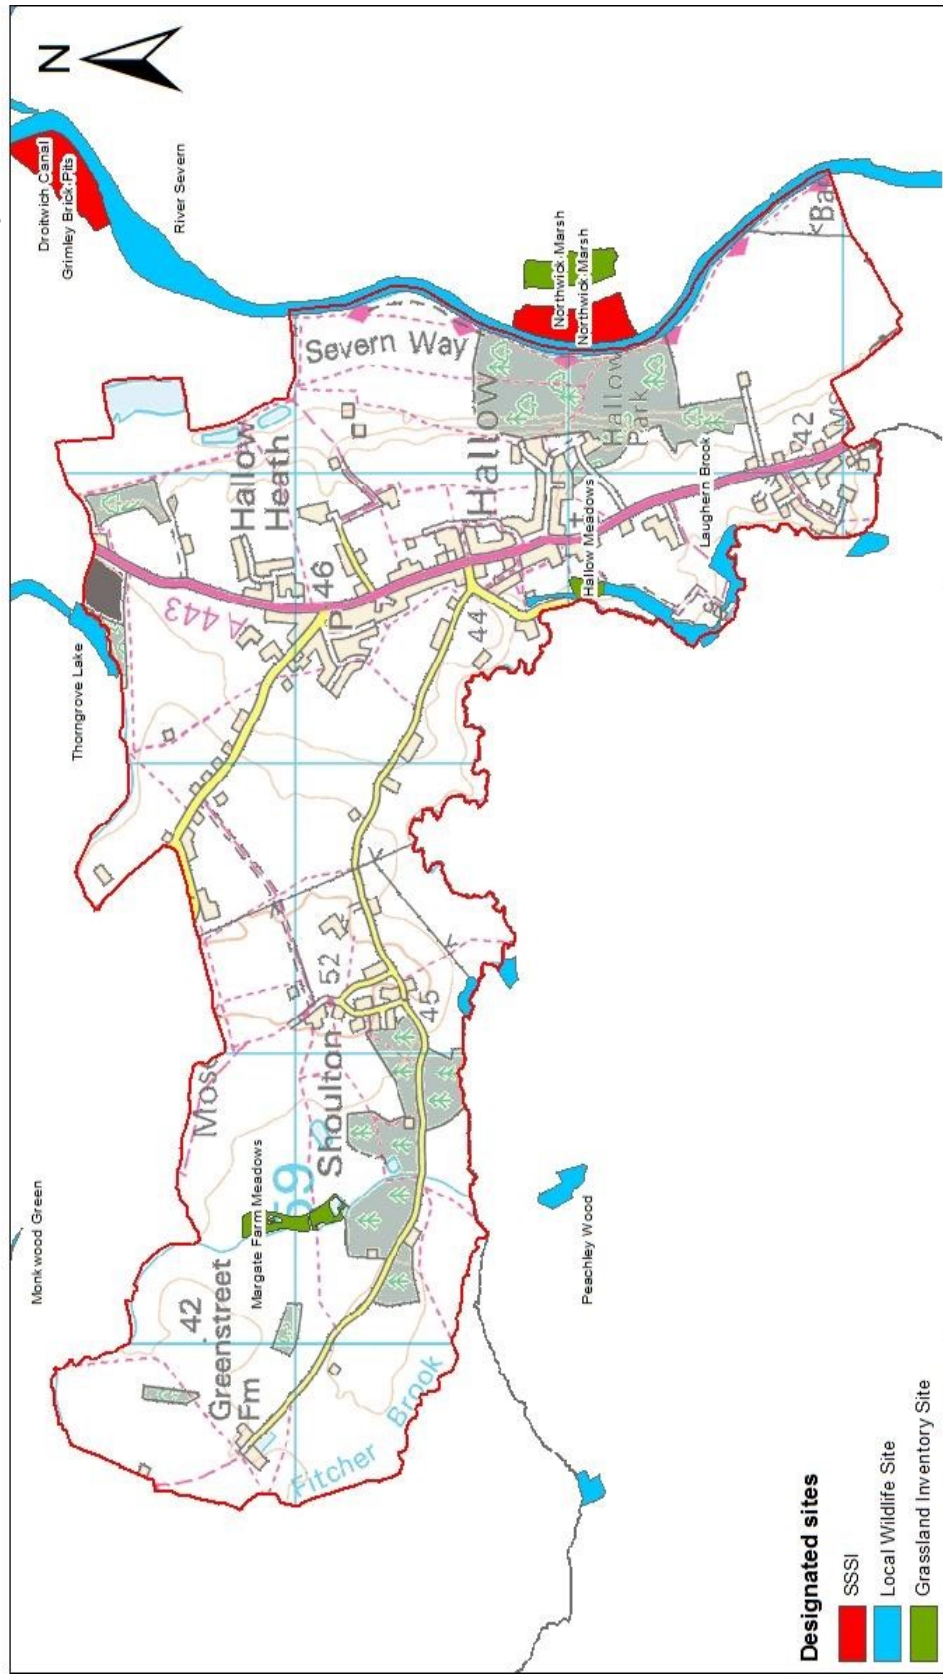 N
Droitwich Canal
Grimley Brick Pits
River Severn
Monkwood Green
Thorngrove Lake
A 443
Hallow
Heath
Severn Way
Northwick Marsh
Northwick Marsh
P
46
Hallow
Hallow
Park
44
Hallow Meadows
Laughern Brook
42
Mose
52
Shoulton
45
59
Margate Farm Meadows
42
Greenstreet
Fm
Fitcher Brook
Peachley Wood
Designated sites
SSSI
Local Wildlife Site
Grassland Inventory Site